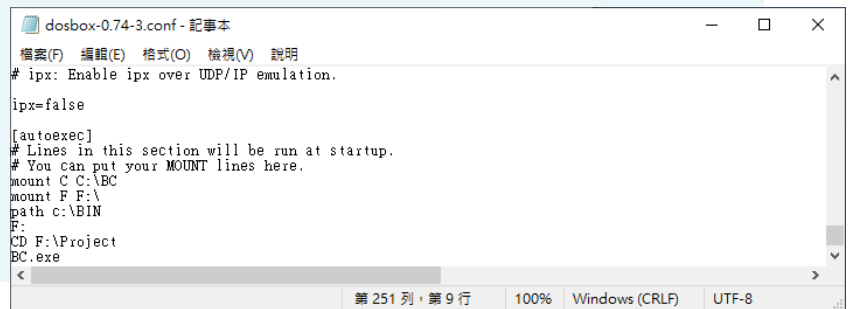 dosbox-0.74-3.conf - 記事本
檔案(F) 編輯(E) 格式(O) 檢視(V) 說明
# ipx: Enable ipx over UDP/IP emulation.
ipx=false
[autoexec]
# Lines in this section will be run at startup.
# You can put your MOUNT lines here.
mount C C:\BC
mount F F:\
path c:\BIN
F:
CD F:\Project
BC.exe
第 251 列，第 9 行 100% Windows (CRLF) UTF-8